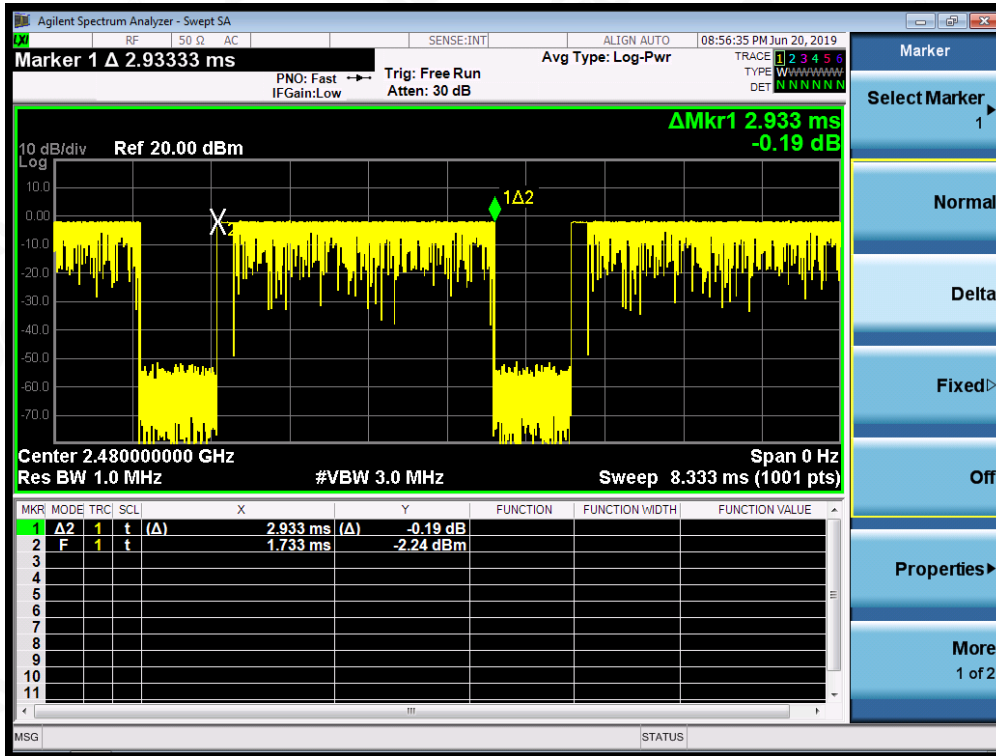 Agilent Spectrum Analyzer - Swept SA
LXI RF 50 Ω AC SENSE:INT ALIGN AUTO 08:56:35 PM Jun 20, 2019
Marker 1 Δ 2.93333 ms
PNO: Fast
IFGain:Low
Trig: Free Run
Atten: 30 dB
Avg Type: Log-Pwr
TRACE 1 2 3 4 5 6
TYPE WWWWWWW
DET N N N N N N
Marker
Select Marker
1
Normal
Delta
Fixed
Off
Properties
More
1 of 2
ΔMkr1 2.933 ms
-0.19 dB
10 dB/div Ref 20.00 dBm
Log
10.0
0.00
-10.0
-20.0
-30.0
-40.0
-50.0
-60.0
-70.0
2
1Δ2
Center 2.480000000 GHz Span 0 Hz
Res BW 1.0 MHz #VBW 3.0 MHz Sweep 8.333 ms (1001 pts)
MKR MODE TRC SCL X Y FUNCTION FUNCTION WIDTH FUNCTION VALUE
1 Δ2 1 t (Δ) 2.933 ms (Δ) -0.19 dB
2 F 1 t 1.733 ms -2.24 dBm
3
4
5
6
7
8
9
10
11
MSG STATUS